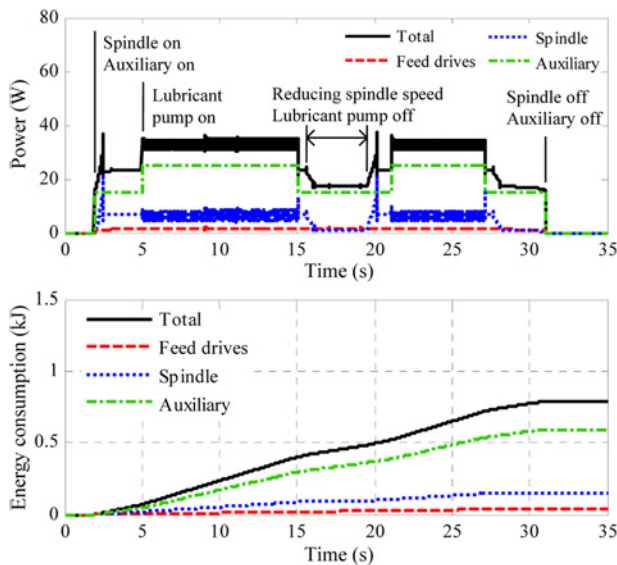 80
60
40
20
0
Power (W)
Spindle on
Auxiliary on
Lubricant
pump on
Total
Feed drives
Spindle
Auxiliary
Reducing spindle speed
Lubricant pump off
Spindle off
Auxiliary off
0 5 10 15 20 25 30 35
Time (s)
1.5
1
0.5
0
Energy consumption (kJ)
Total
Feed drives
Spindle
Auxiliary
0 5 10 15 20 25 30 35
Time (s)